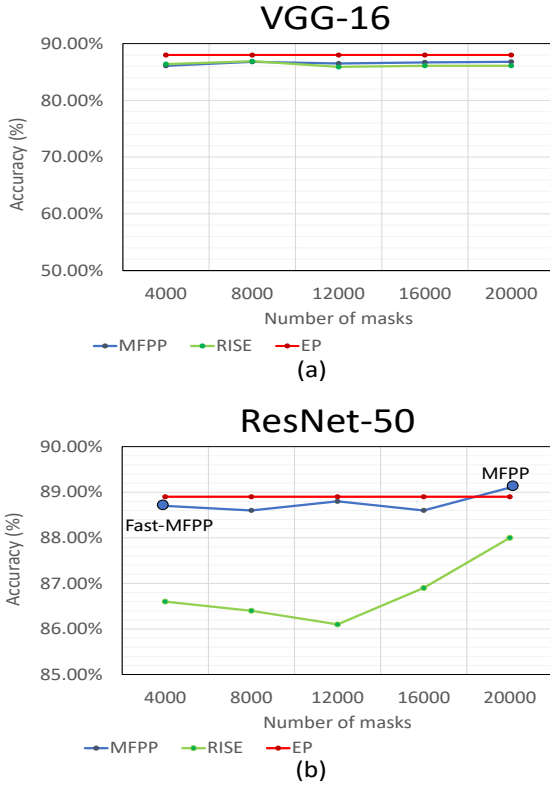 VGG-16
90.00%
80.00%
70.00%
60.00%
50.00%
Accuracy (%)
4000 8000 12000 16000 20000
Number of masks
MFPP RISE EP
(a)
ResNet-50
90.00%
89.00%
88.00%
87.00%
86.00%
85.00%
Accuracy (%)
MFPP
Fast-MFPP
4000 8000 12000 16000 20000
Number of masks
MFPP RISE EP
(b)